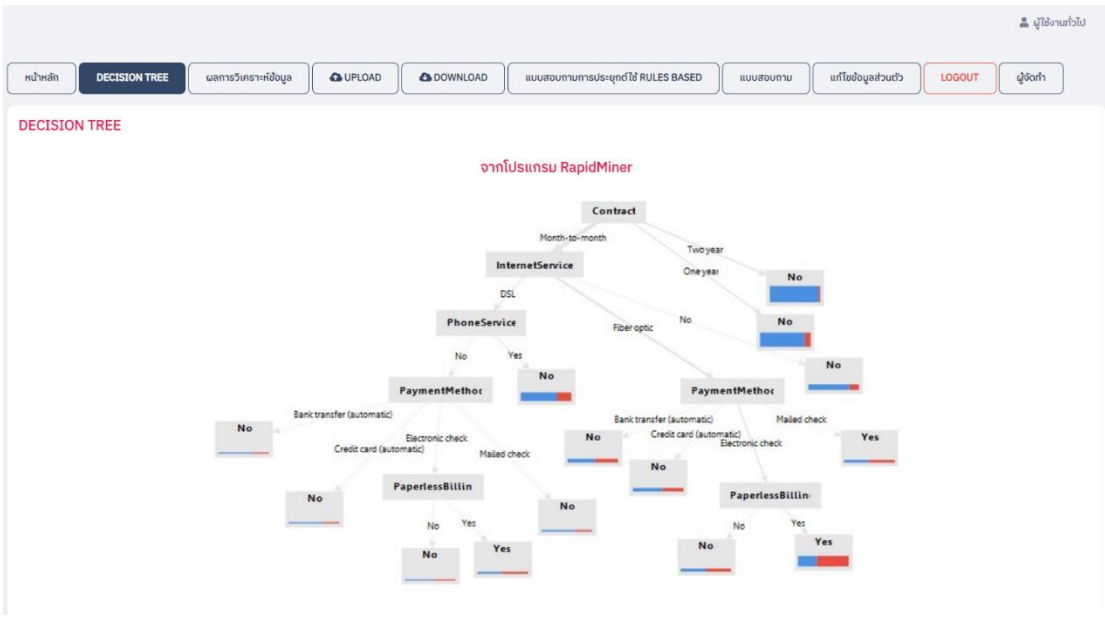 ผู้ใช้งานทั่วไป
หน้าหลัก
DECISION TREE
ผลการวิเคราะห์ข้อมูล
UPLOAD
DOWNLOAD
แบบสอบถามการประยุกต์ใช้ RULES BASED
แบบสอบถาม
แก้ไขข้อมูลส่วนตัว
LOGOUT
ผู้จัดทำ
DECISION TREE
จากโปรแกรม RapidMiner
Contract
Month-to-month
Two year
One year
InternetService
No
DSL
Fiber optic
No
No
PhoneService
No
Yes
No
No
PaymentMethoc
PaymentMethoc
Bank transfer (automatic)
Credit card (automatic)
Electronic check
Mailed check
Bank transfer (automatic)
Credit card (automatic)
Electronic check
Mailed check
No
No
Yes
No
PaperlessBillin
PaperlessBillin
No
No
No
Yes
No
Yes
No
Yes
No
Yes